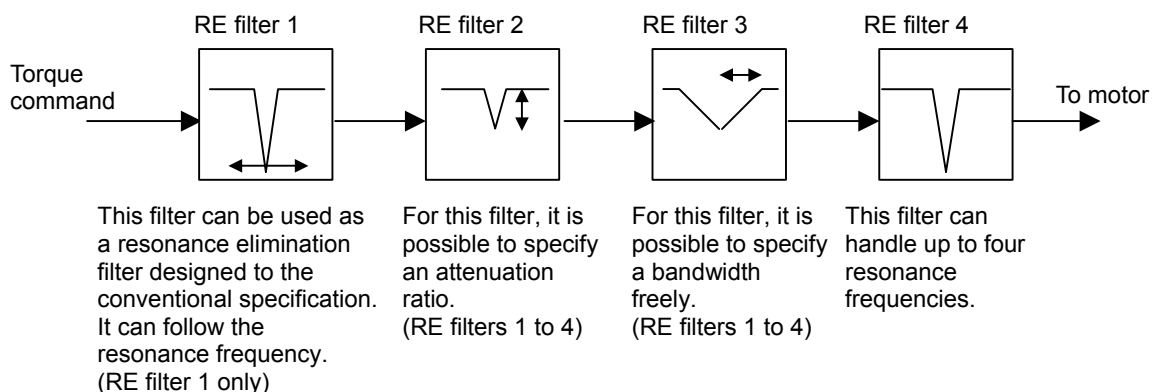 RE filter 1
RE filter 2
RE filter 3
RE filter 4
Torque
command
To motor
This filter can be used as
a resonance elimination
filter designed to the
conventional specification.
It can follow the
resonance frequency.
(RE filter 1 only)
For this filter, it is
possible to specify
an attenuation
ratio.
(RE filters 1 to 4)
For this filter, it is
possible to specify
a bandwidth
freely.
(RE filters 1 to 4)
This filter can
handle up to four
resonance
frequencies.